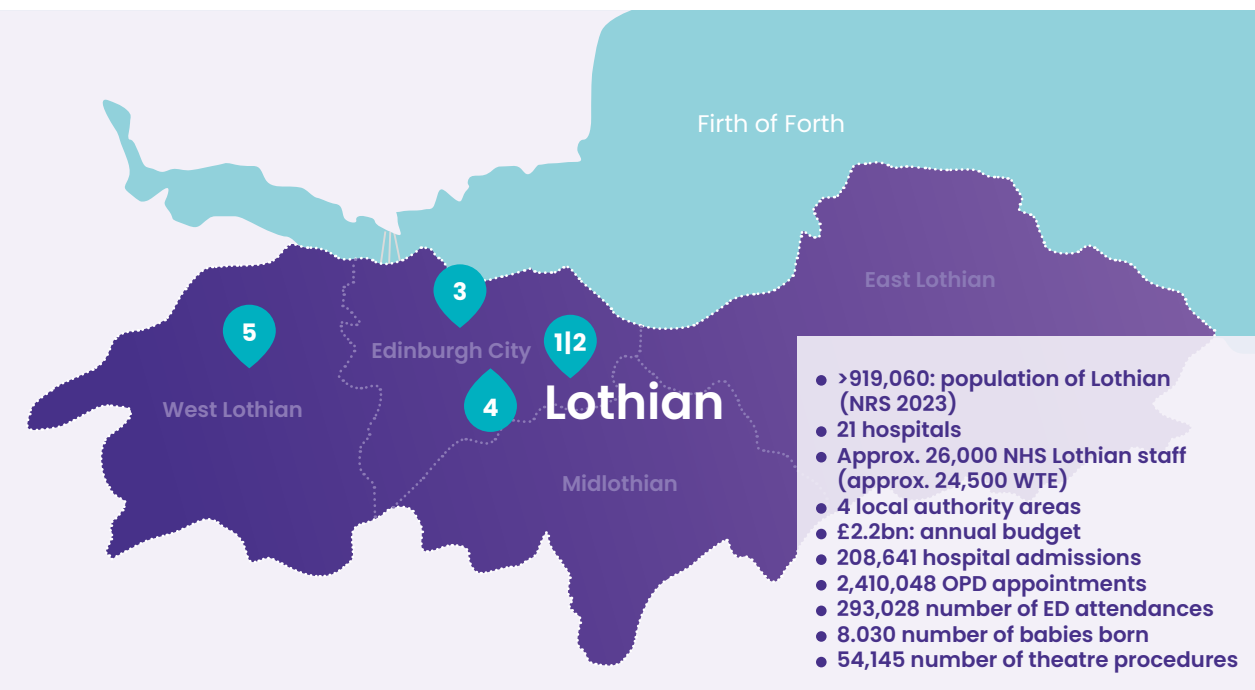 Firth of Forth
East Lothian
3
5
1|2
Edinburgh City
4
Lothian
West Lothian
Midlothian
>919,060: population of Lothian
(NRS 2023)
21 hospitals
Approx. 26,000 NHS Lothian staff
(approx. 24,500 WTE)
4 local authority areas
£2.2bn: annual budget
208,641 hospital admissions
2,410,048 OPD appointments
293,028 number of ED attendances
8.030 number of babies born
54,145 number of theatre procedures